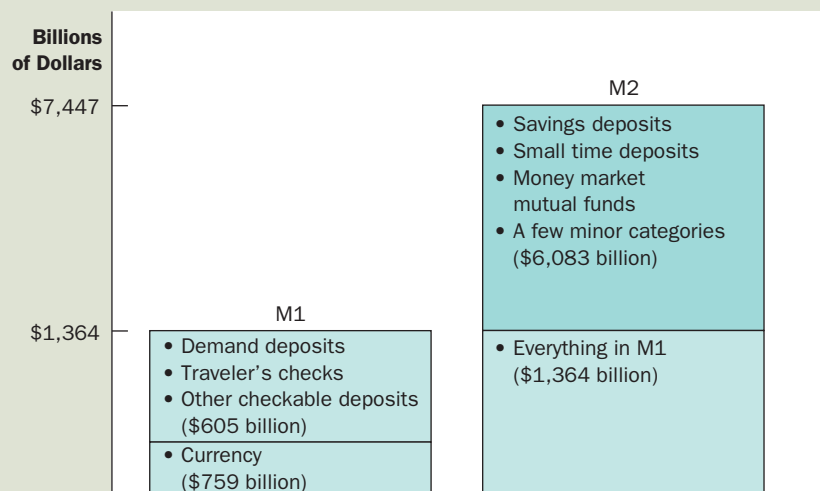 Billions
of Dollars
$7,447
$1,364
M1
• Demand deposits
• Traveler’s checks
• Other checkable deposits
($605 billion)
• Currency
($759 billion)
M2
• Savings deposits
• Small time deposits
• Money market
mutual funds
• A few minor categories
($6,083 billion)
• Everything in M1
($1,364 billion)